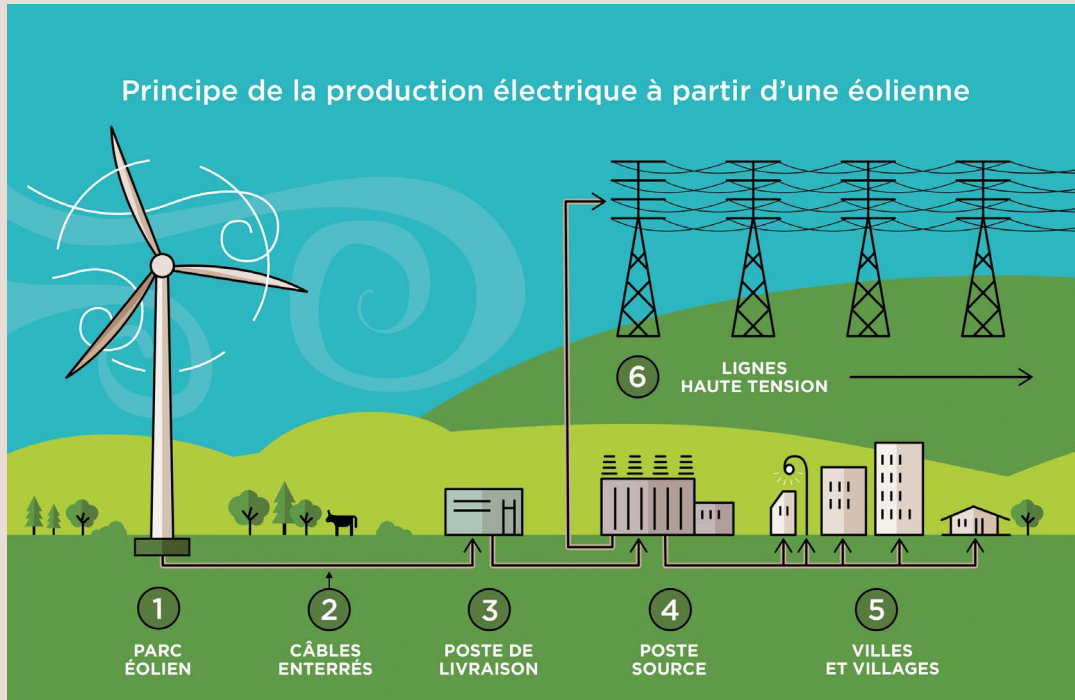 Principe de la production électrique à partir d'une éolienne
6
LIGNES
HAUTE TENSION
1
PARC
ÉOLIEN
2
CÂBLES
ENTERRÉS
3
POSTE DE
LIVRAISON
4
POSTE
SOURCE
5
VILLES
ET VILLAGES